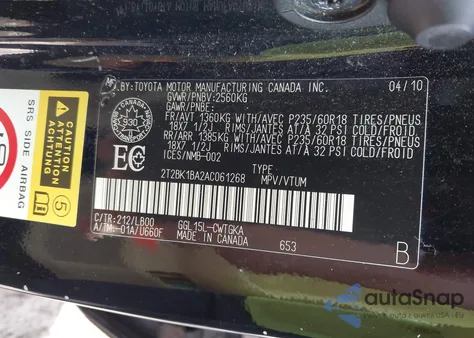 MF. BY: TOYOTA MOTOR MANUFACTURING CANADA INC. 04/10
GVWR/PNBV: 2560KG
GAWR/PNBE:
FR/AVT 1360KG WITH/AVEC P235/60R18 TIRES/PNEUS
18X7 1/2J RIMS/JANTES AT/A 32 PSI COLD/FROID
RR/ARR 1385KG WITH/AVEC P235/60R18 TIRES/PNEUS
18X7 1/2J RIMS/JANTES AT/A 32 PSI COLD/FROID
ICES/NMB-002
930
EC
TYPE:
2T2BK1BA2AC061268 MPV/VTUM
C/TR: 212/LB00 GGL15L-CWTGKA
A/TM: -01A/U660F MADE IN CANADA 653
B
SRS SIDE AIRBAG
CAUTION
ATTENTION
ACHTUNG
5
autoSnap